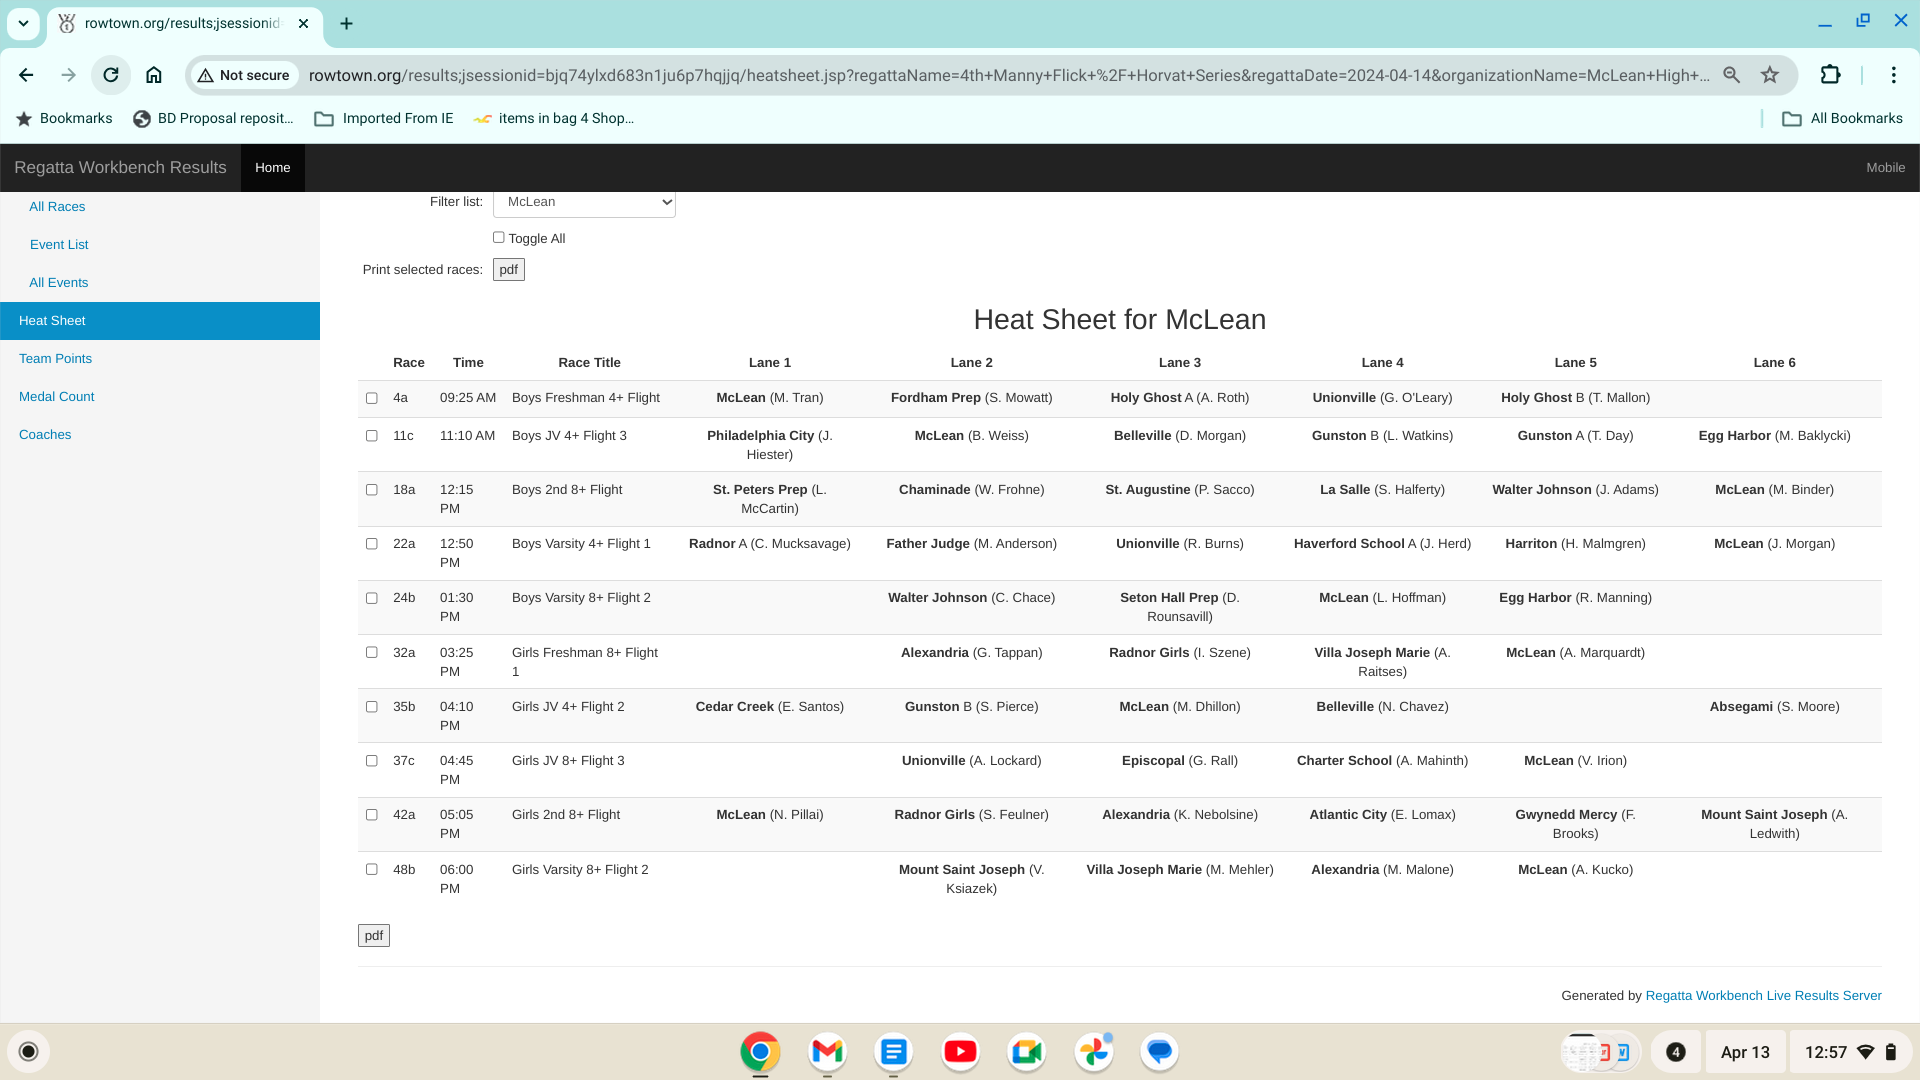 rowtown.org/results;jsessionid
Not secure
rowtown.org/results;jsessionid=bjq74ylxd683n1ju6p7hqjjq/heatsheet.jsp?regattaName=4th+Manny+Flick+%2F+Horvat+Series&regattaDate=2024-04-14&organizationName=McLean+High+...
Bookmarks BD Proposal reposit... Imported From IE items in bag 4 Shop... All Bookmarks
Regatta Workbench Results Home Mobile
All Races
Event List
All Events
Heat Sheet
Team Points
Medal Count
Coaches
Filter list: McLean
Toggle All
Print selected races: pdf
Heat Sheet for McLean
Race Time Race Title Lane 1 Lane 2 Lane 3 Lane 4 Lane 5 Lane 6
4a 09:25 AM Boys Freshman 4+ Flight McLean (M. Tran) Fordham Prep (S. Mowatt) Holy Ghost A (A. Roth) Unionville (G. O'Leary) Holy Ghost B (T. Mallon)
11c 11:10 AM Boys JV 4+ Flight 3 Philadelphia City (J. McLean (B. Weiss) Belleville (D. Morgan) Gunston B (L. Watkins) Gunston A (T. Day) Egg Harbor (M. Baklycki)
Hiester)
18a 12:15 Boys 2nd 8+ Flight St. Peters Prep (L. Chaminade (W. Frohne) St. Augustine (P. Sacco) La Salle (S. Halferty) Walter Johnson (J. Adams) McLean (M. Binder)
PM McCartin)
22a 12:50 Boys Varsity 4+ Flight 1 Radnor A (C. Mucksavage) Father Judge (M. Anderson) Unionville (R. Burns) Haverford School A (J. Herd) Harriton (H. Malmgren) McLean (J. Morgan)
PM
24b 01:30 Boys Varsity 8+ Flight 2 Walter Johnson (C. Chace) Seton Hall Prep (D. McLean (L. Hoffman) Egg Harbor (R. Manning)
PM Rounsavill)
32a 03:25 Girls Freshman 8+ Flight Alexandria (G. Tappan) Radnor Girls (I. Szene) Villa Joseph Marie (A. McLean (A. Marquardt)
PM 1 Raitses)
35b 04:10 Girls JV 4+ Flight 2 Cedar Creek (E. Santos) Gunston B (S. Pierce) McLean (M. Dhillon) Belleville (N. Chavez) Absegami (S. Moore)
PM
37c 04:45 Girls JV 8+ Flight 3 Unionville (A. Lockard) Episcopal (G. Rall) Charter School (A. Mahinth) McLean (V. Irion)
PM
42a 05:05 Girls 2nd 8+ Flight McLean (N. Pillai) Radnor Girls (S. Feulner) Alexandria (K. Nebolsine) Atlantic City (E. Lomax) Gwynedd Mercy (F. Mount Saint Joseph (A.
PM Brooks) Ledwith)
48b 06:00 Girls Varsity 8+ Flight 2 Mount Saint Joseph (V. Villa Joseph Marie (M. Mehler) Alexandria (M. Malone) McLean (A. Kucko)
PM Ksiazek)
pdf
Generated by Regatta Workbench Live Results Server
4 Apr 13 12:57